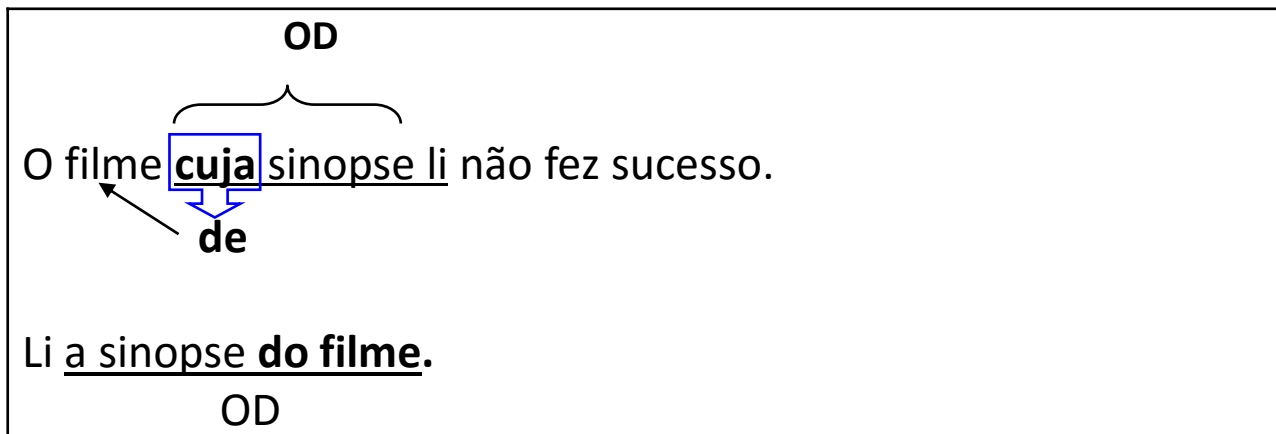 OD
O filme cuja sinopse li não fez sucesso.
de
Li a sinopse do filme.
OD